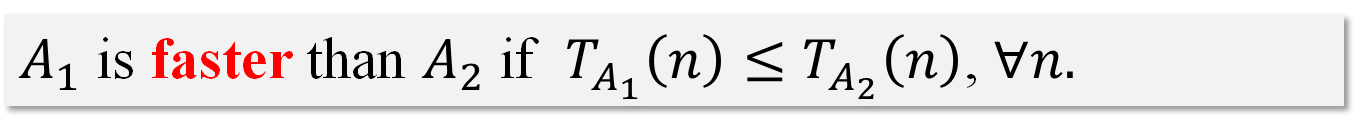 A₁ is faster than A₂ if T_{A₁}(n) ≤ T_{A₂}(n), ∀n.